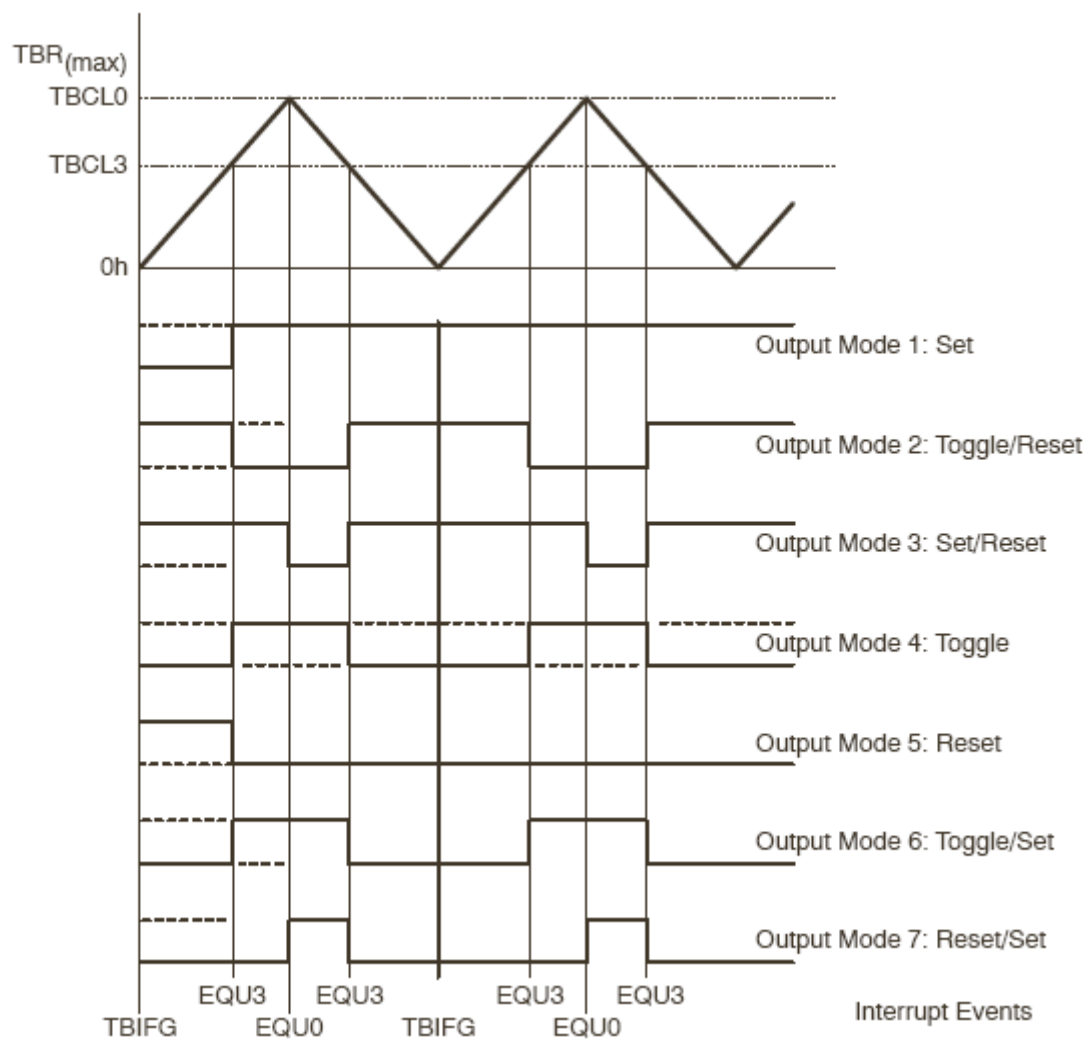 TBR(max)
TBCL0
TBCL3
0h
Output Mode 1: Set
Output Mode 2: Toggle/Reset
Output Mode 3: Set/Reset
Output Mode 4: Toggle
Output Mode 5: Reset
Output Mode 6: Toggle/Set
Output Mode 7: Reset/Set
EQU3 EQU3 EQU3 EQU3
TBIFG EQU0 TBIFG EQU0 Interrupt Events